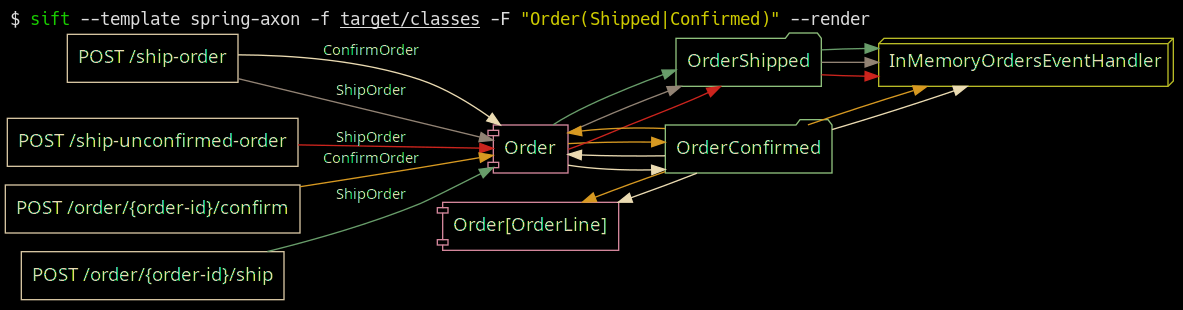 $ sift --template spring-axon -f target/classes -F "Order(Shipped|Confirmed)" --render
POST /ship-order
ConfirmOrder
ShipOrder
OrderShipped
InMemoryOrdersEventHandler
POST /ship-unconfirmed-order
ShipOrder
ConfirmOrder
Order
OrderConfirmed
POST /order/{order-id}/confirm
ShipOrder
Order[OrderLine]
POST /order/{order-id}/ship